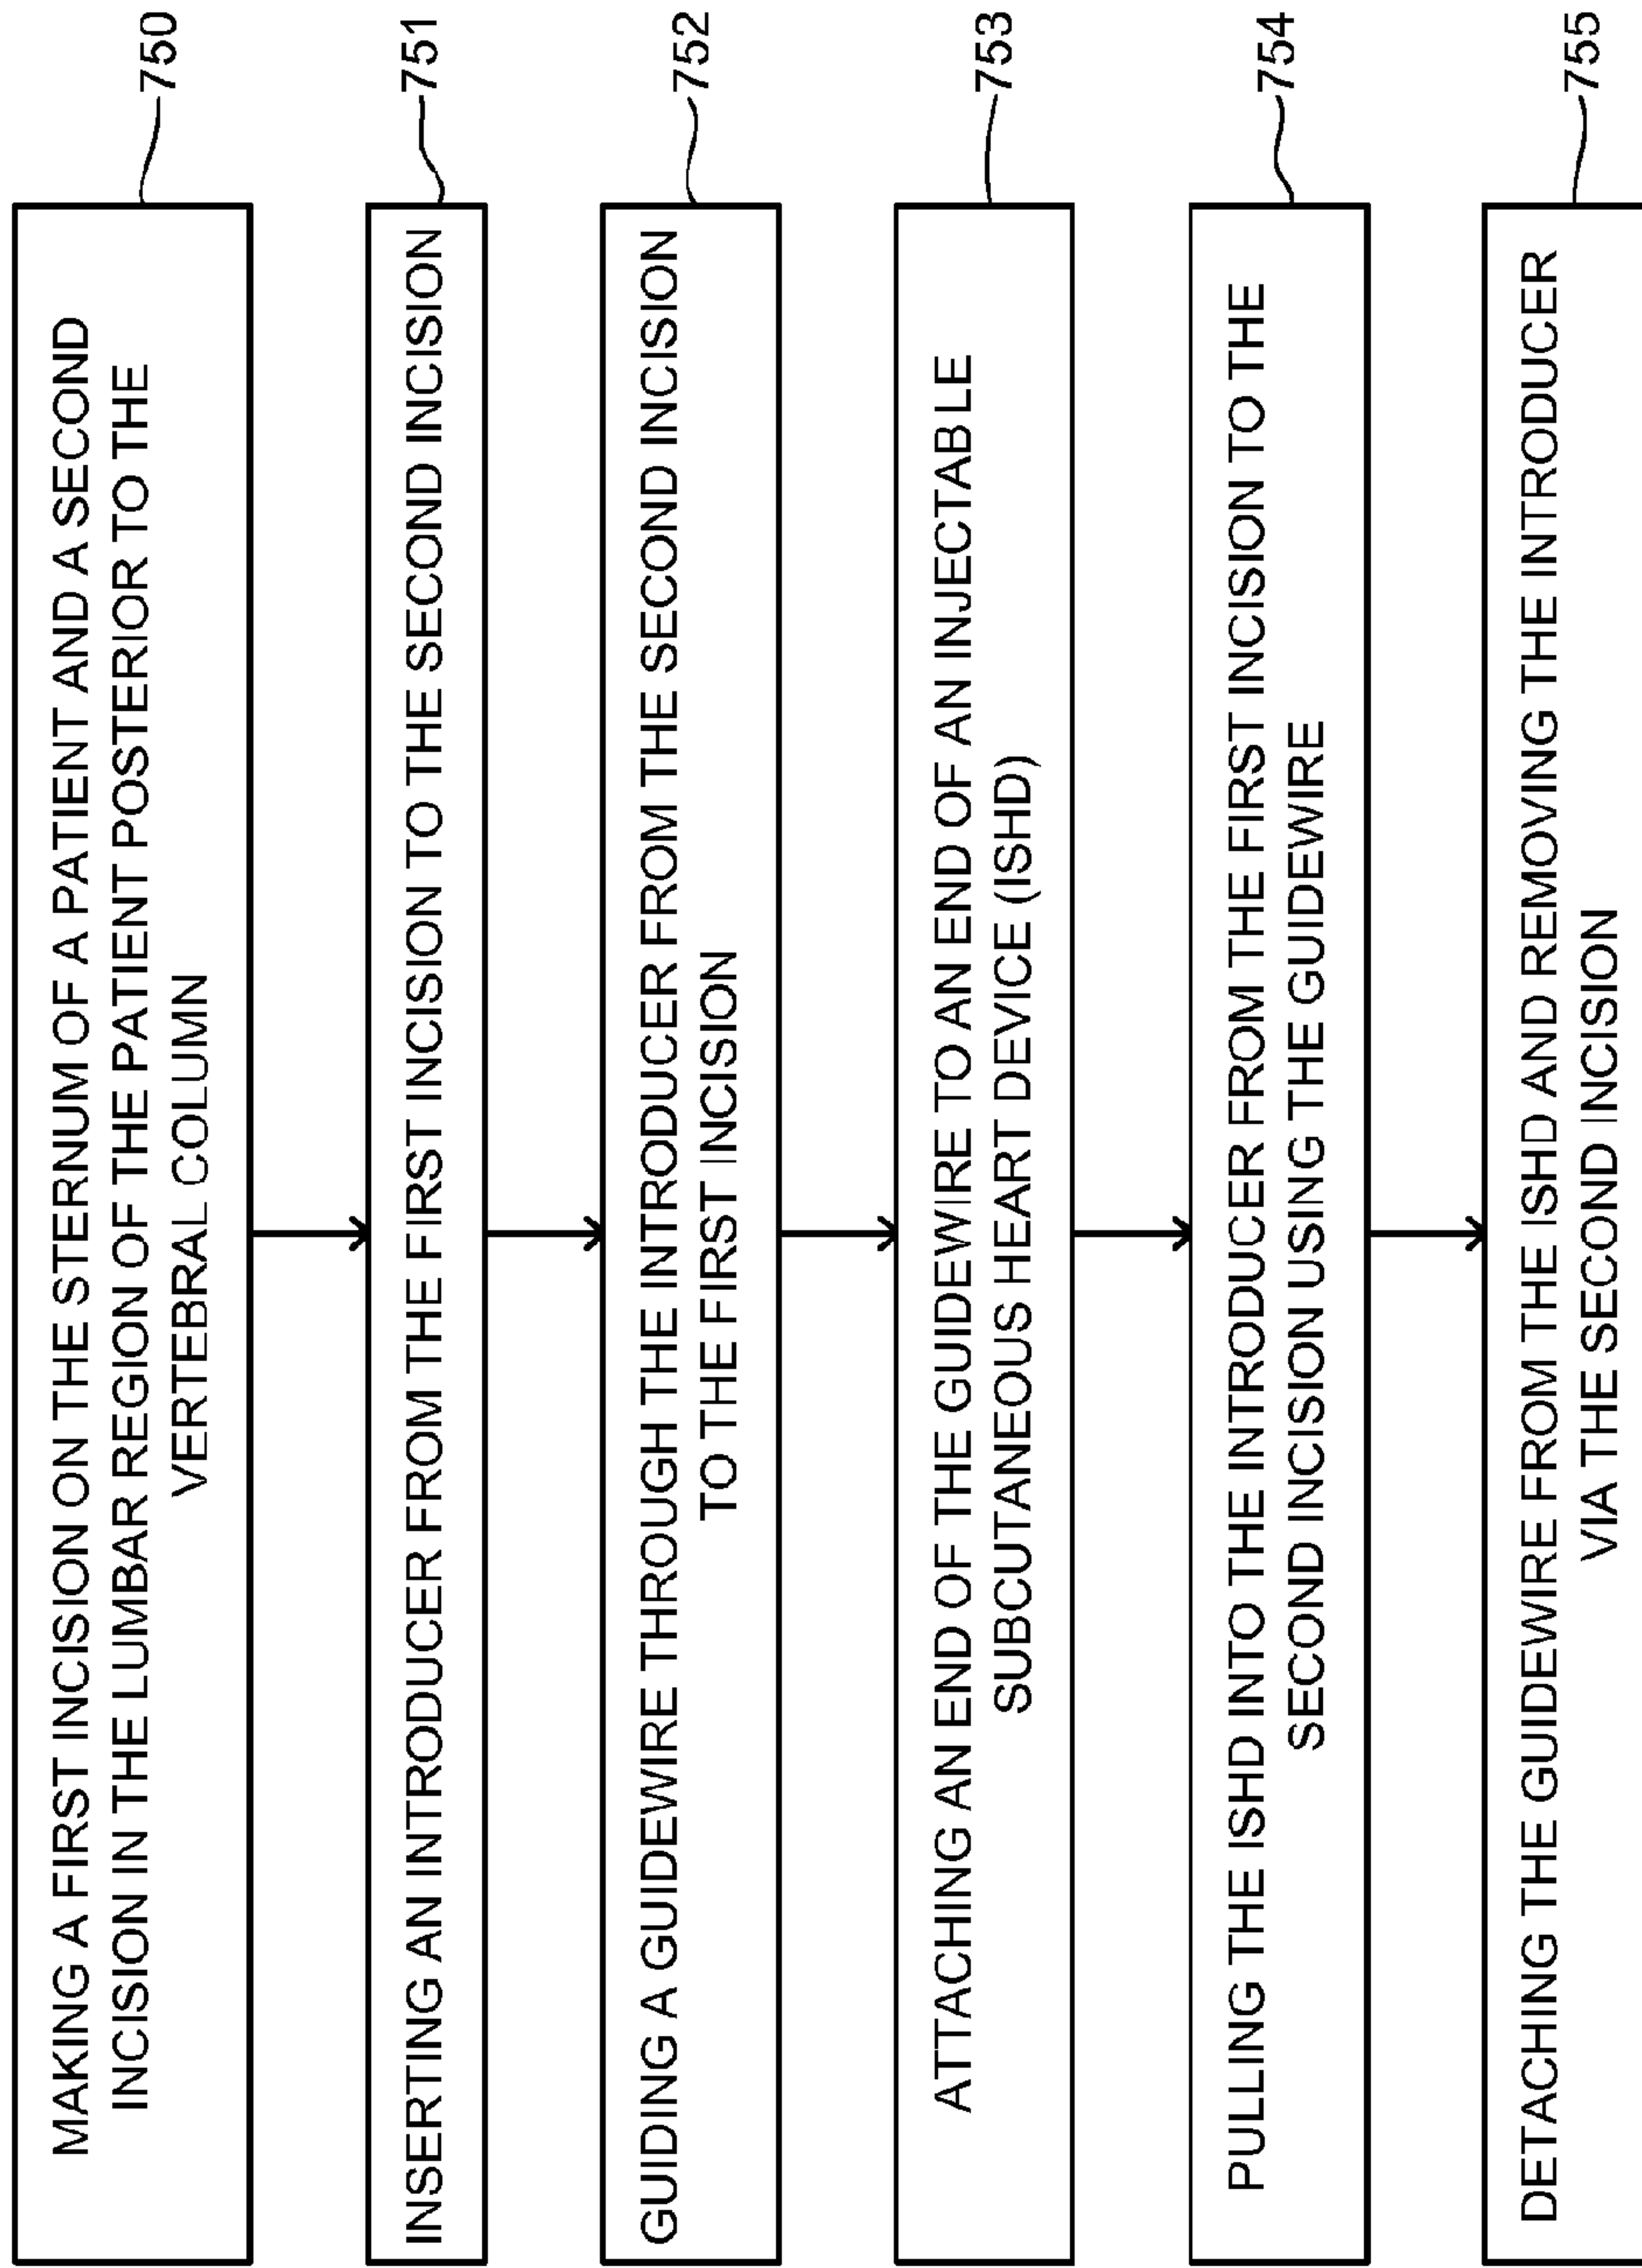 MAKING A FIRST INCISION ON THE STERNUM OF A PATIENT AND A SECOND
INCISION IN THE LUMBAR REGION OF THE PATIENT POSTERIOR TO THE
VERTEBRAL COLUMN
750
INSERTING AN INTRODUCER FROM THE FIRST INCISION TO THE SECOND INCISION
751
GUIDING A GUIDEWIRE THROUGH THE INTRODUCER FROM THE SECOND INCISION
TO THE FIRST INCISION
752
ATTACHING AN END OF THE GUIDEWIRE TO AN END OF AN INJECTABLE
SUBCUTANEOUS HEART DEVICE (ISHD)
753
PULLING THE ISHD INTO THE INTRODUCER FROM THE FIRST INCISION TO THE
SECOND INCISION USING THE GUIDEWIRE
754
DETACHING THE GUIDEWIRE FROM THE ISHD AND REMOVING THE INTRODUCER
VIA THE SECOND INCISION
755